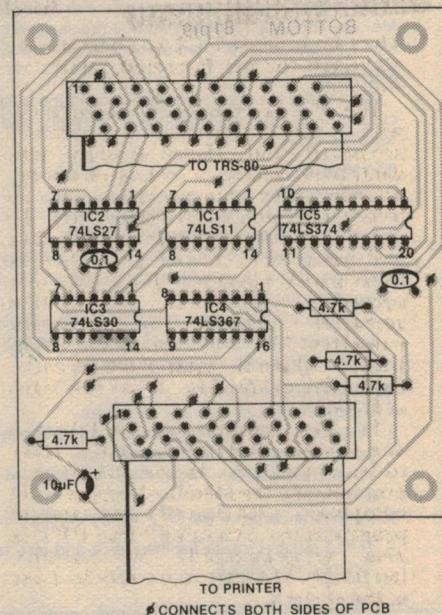 BOTTOM 81pi9
1
TO TRS-80
7 1 7 1 10 1
IC2 IC1 IC5
74LS27 74LS11 74LS374
8 14 8 14 11 20
0.1 0.1
7 1 8 1
IC3 IC4 4.7k
74LS30 74LS367
8 14 9 16
4.7k
4.7k
1
4.7k
10µF +
TO PRINTER
CONNECTS BOTH SIDES OF PCB